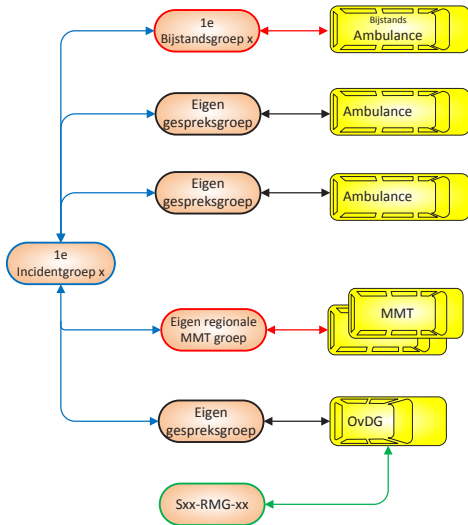 1e
Bijstandsgroep x
Bijstands
Ambulance
Eigen
gespreksgroep
Ambulance
Eigen
gespreksgroep
Ambulance
1e
Incidentgroep x
Eigen regionale
MMT groep
MMT
Eigen
gespreksgroep
OvDG
Sxx-RMG-xx